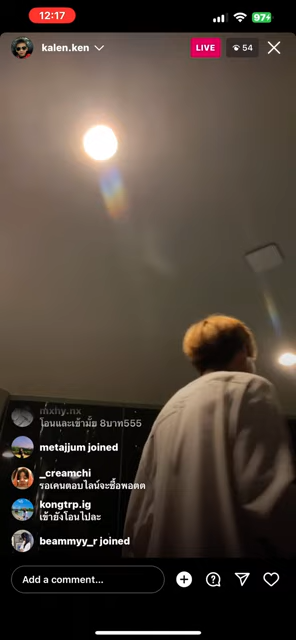 12:17
97
kalen.ken
LIVE
54
mxhy.nx
โอนและเข้ามั้ย 8บาท555
metajjum joined
_creamchi
รอเคนตอบไลน์จะซื้อพอตตต
kongtrp.ig
เข้ายังโอนไปละ
beammyy_r joined
Add a comment...